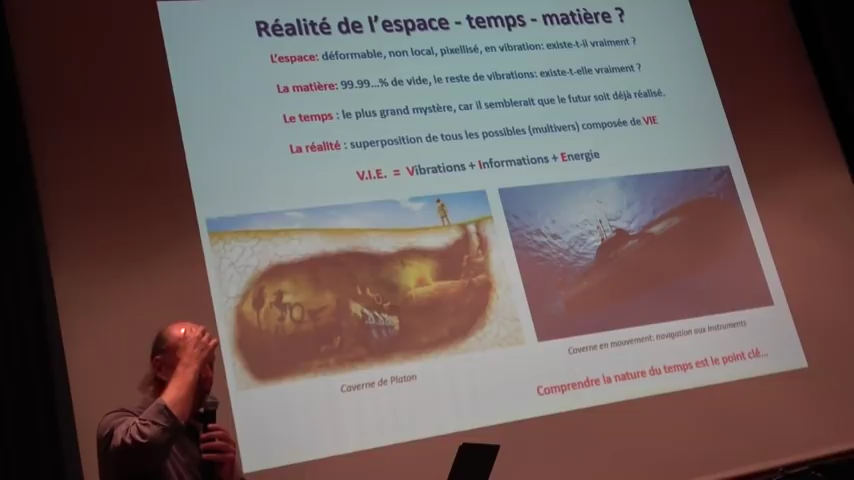 Réalité de l'espace - temps - matière ?
L'espace: déformable, non local, pixellisé, en vibration: existe-t-il vraiment ?
La matière: 99.99...% de vide, le reste de vibrations: existe-t-elle vraiment ?
Le temps : le plus grand mystère, car il semblerait que le futur soit déjà réalisé.
La réalité : superposition de tous les possibles (multivers) composée de VIE
V.I.E. = Vibrations + Informations + Energie
Caverne de Platon
Caverne en mouvement: navigation aux instruments
Comprendre la nature du temps est le point clé...